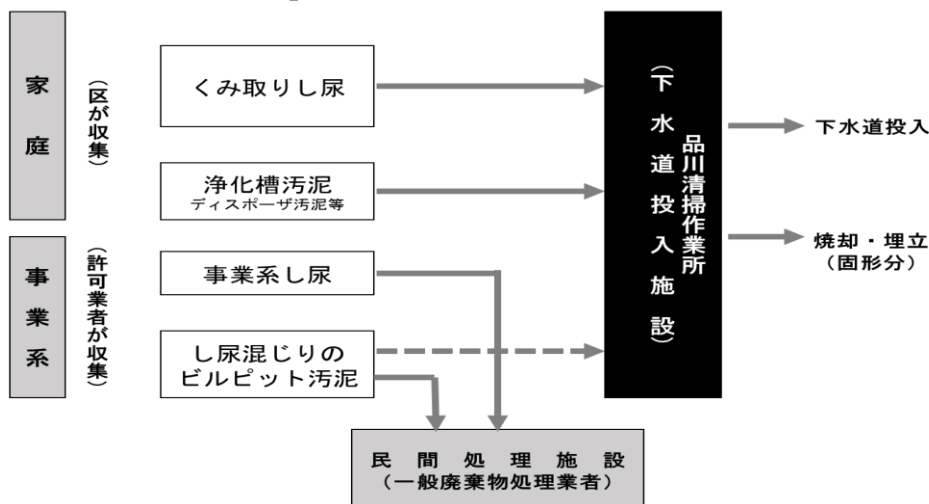 家庭
（区が収集）
くみ取りし尿
浄化槽汚泥
ディスポーザ汚泥等
事業系
（許可業者が収集）
事業系し尿
し尿混じりの
ビルピット汚泥
品川清掃作業所
（下水道投入施設）
下水道投入
焼却・埋立
（固形分）
民間処理施設
（一般廃棄物処理業者）